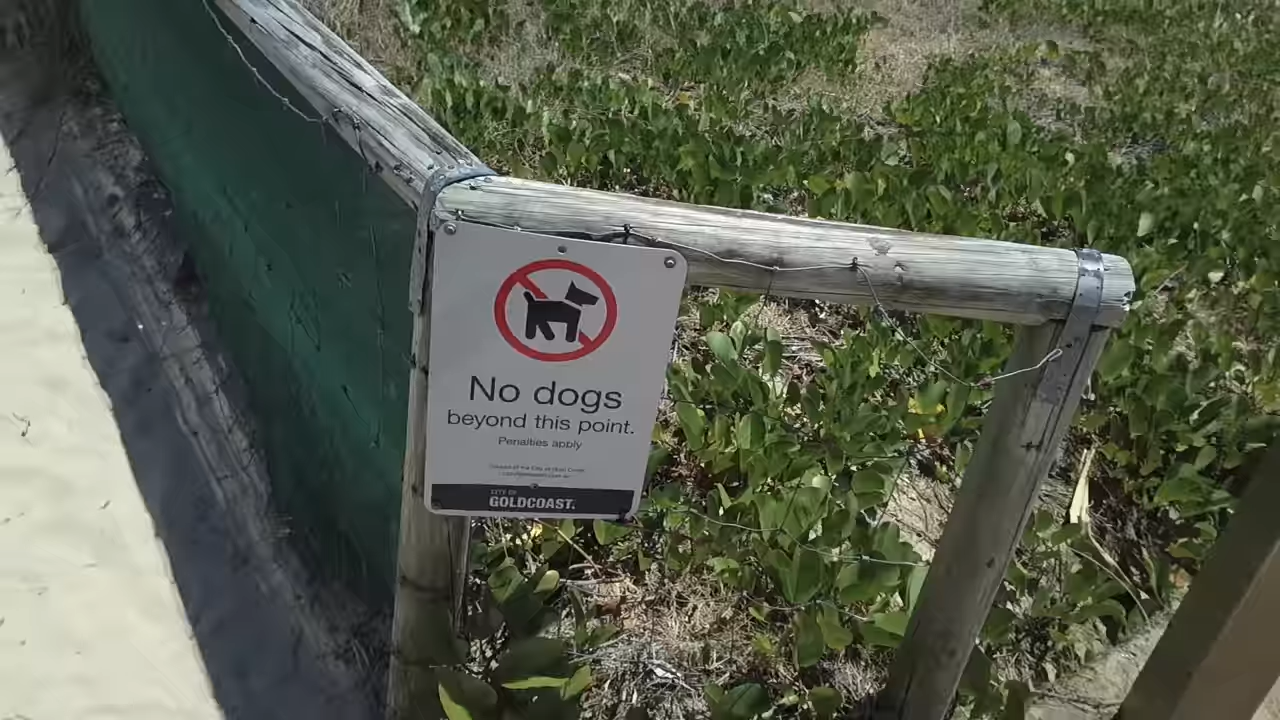 No dogs
beyond this point.
Penalties apply
CITY OF
GOLDCOAST.